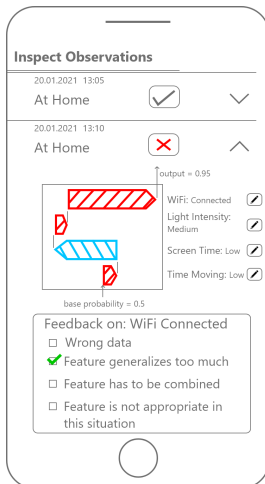 Inspect Observations
20.01.2021 13:05
At Home
20.01.2021 13:10
At Home
output = 0.95
WiFi: Connected
Light Intensity:
Medium
Screen Time: Low
Time Moving: Low
base probability = 0.5
Feedback on: WiFi Connected
Wrong data
Feature generalizes too much
Feature has to be combined
Feature is not appropriate in
this situation